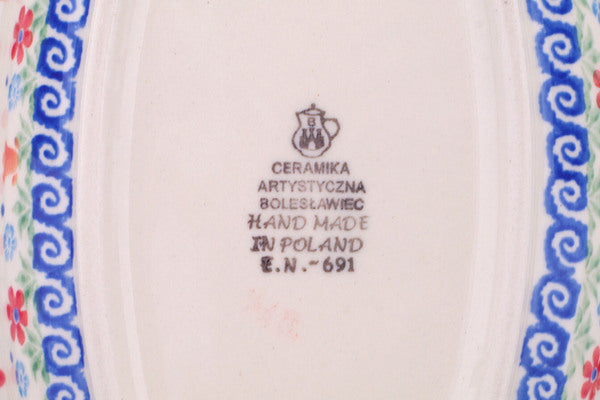 B
CERAMIKA
ARTYSTYCZNA
BOLESŁAWIEC
HAND MADE
IN POLAND
E.N.-691